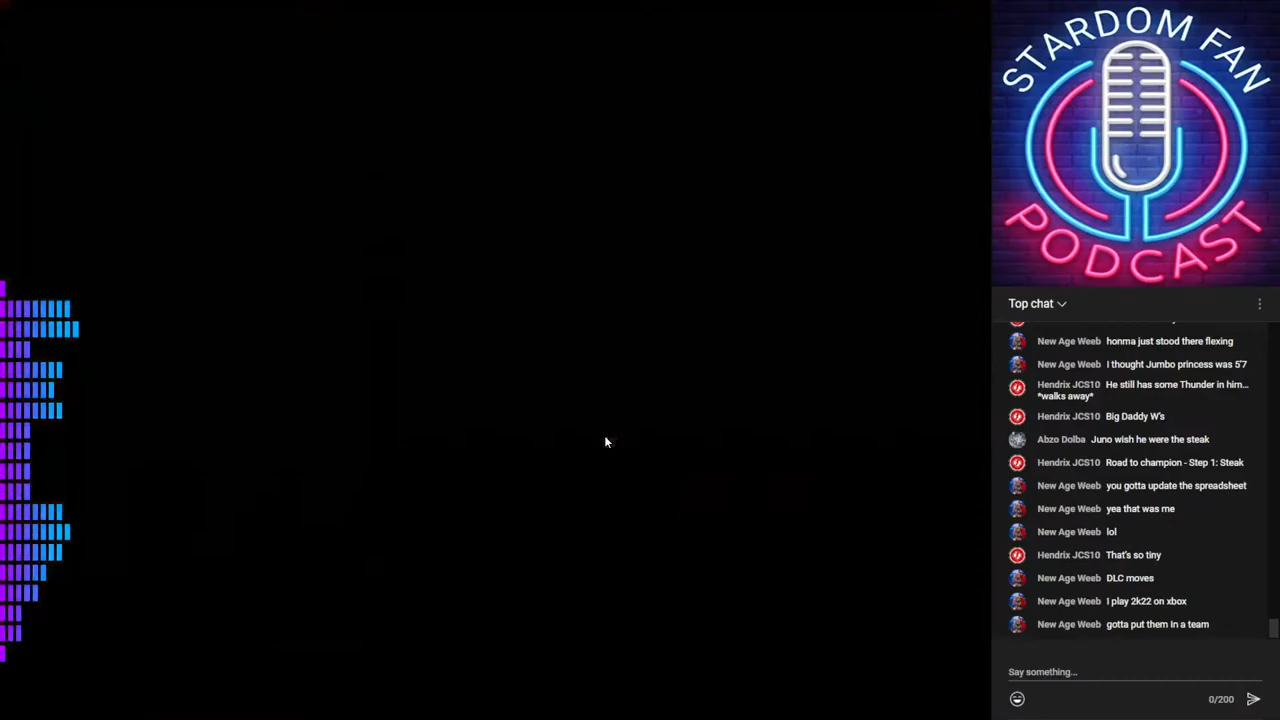 STARDOM FAN
PODCAST
Top chat
New Age Weeb honma just stood there flexing
New Age Weeb I thought Jumbo princess was 5'7
Hendrix JCS10 He still has some Thunder in him...
*walks away*
Hendrix JCS10 Big Daddy W's
Abzo Dolba Juno wish he were the steak
Hendrix JCS10 Road to champion - Step 1: Steak
New Age Weeb you gotta update the spreadsheet
New Age Weeb yea that was me
New Age Weeb lol
Hendrix JCS10 That's so tiny
New Age Weeb DLC moves
New Age Weeb I play 2k22 on xbox
New Age Weeb gotta put them in a team
Say something...
0/200